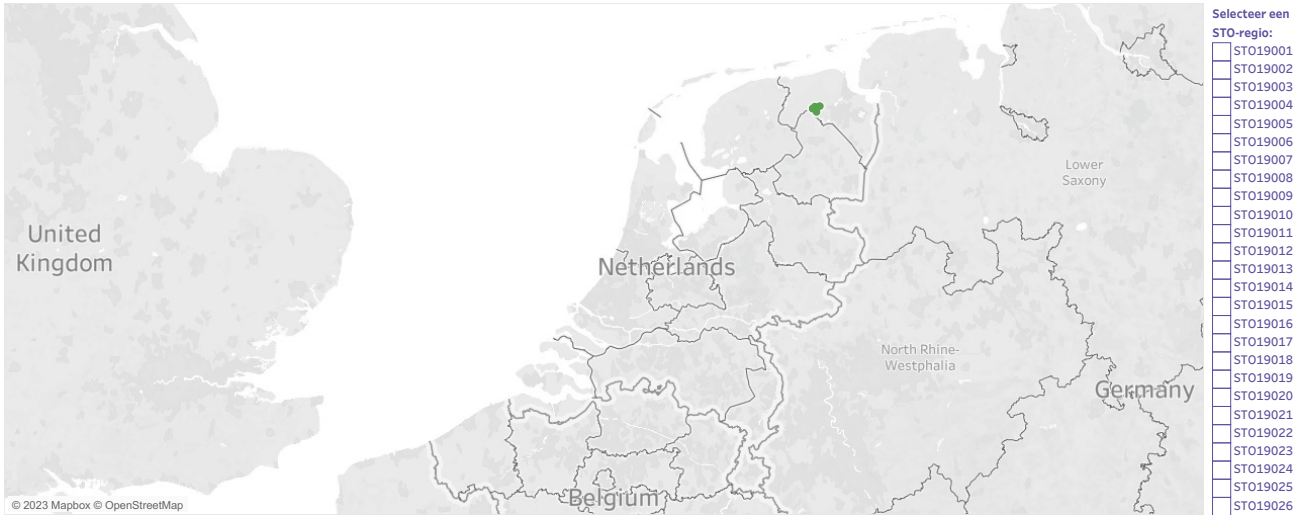 Selecteer een
STO-regio:
STO19001
STO19002
STO19003
STO19004
STO19005
STO19006
STO19007
STO19008
STO19009
STO19010
STO19011
STO19012
STO19013
STO19014
STO19015
STO19016
STO19017
STO19018
STO19019
STO19020
STO19021
STO19022
STO19023
STO19024
STO19025
STO19026
Lower
Saxony
United
Kingdom
Netherlands
North Rhine-
Westphalia
Germany
Belgium
© 2023 Mapbox © OpenStreetMap